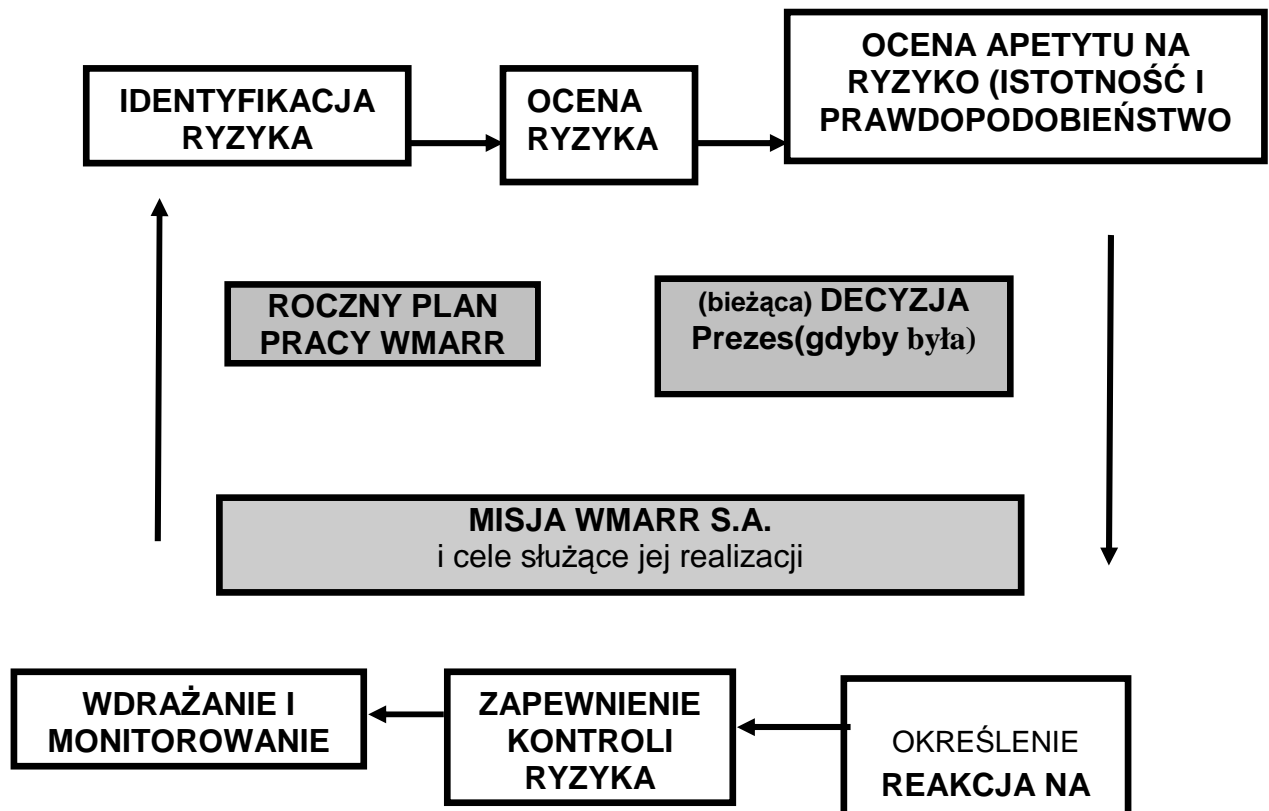 IDENTYFIKACJA
RYZYKA
OCENA
RYZYKA
OCENA APETYTU NA
RYZYKO (ISTOTNOŚĆ I
PRAWDOPODOBIEŃSTWO
ROCZNY PLAN
PRACY WMARR
(bieżąca) DECYZJA
Prezes(gdyby była)
MISJA WMARR S.A.
i cele służące jej realizacji
WDRAŻANIE I
MONITOROWANIE
ZAPEWNIENIE
KONTROLI
RYZYKA
OKREŚLENIE
REAKCJA NA